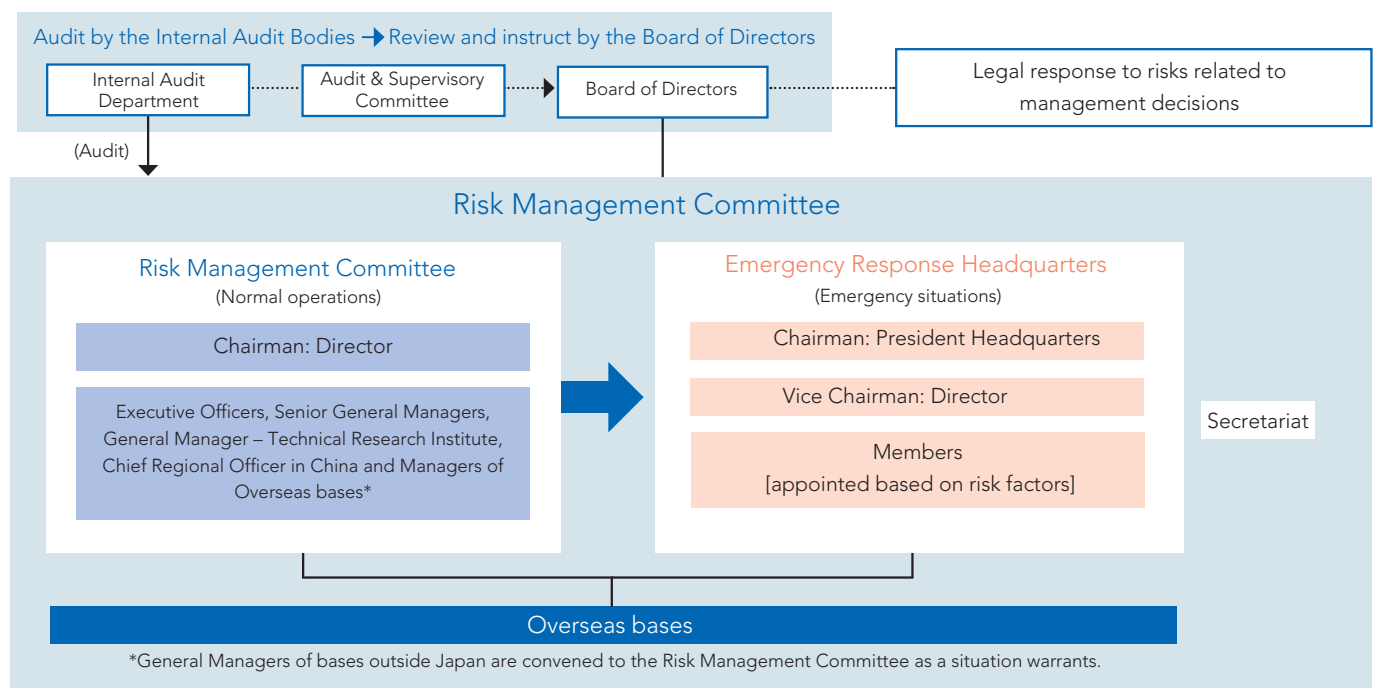 Audit by the Internal Audit Bodies → Review and instruct by the Board of Directors
Internal Audit
Department
Audit & Supervisory
Committee
Board of Directors
Legal response to risks related to
management decisions
(Audit)
Risk Management Committee
Risk Management Committee
(Normal operations)
Chairman: Director
Executive Officers, Senior General Managers,
General Manager – Technical Research Institute,
Chief Regional Officer in China and Managers of
Overseas bases*
Emergency Response Headquarters
(Emergency situations)
Chairman: President Headquarters
Vice Chairman: Director
Members
[appointed based on risk factors]
Secretariat
Overseas bases
*General Managers of bases outside Japan are convened to the Risk Management Committee as a situation warrants.